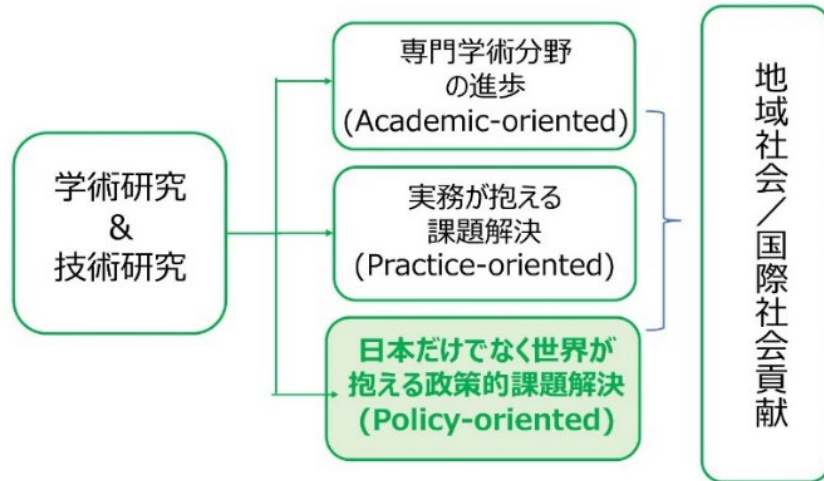 学術研究
&
技術研究
専門学術分野
の進歩
(Academic-oriented)
実務が抱える
課題解決
(Practice-oriented)
日本だけでなく世界が
抱える政策的課題解決
(Policy-oriented)
地域社会／国際社会貢献